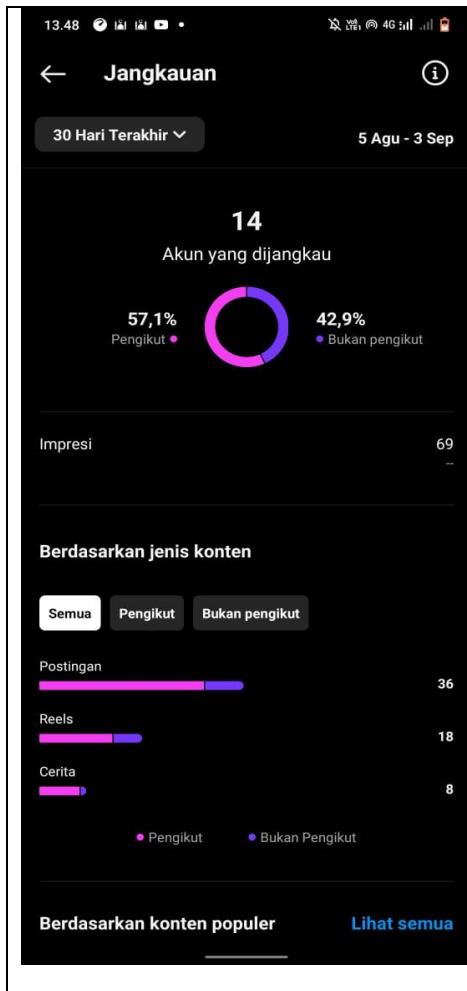 13.48
4G
Jangkauan
30 Hari Terakhir
5 Agu - 3 Sep
14
Akun yang dijangkau
57,1%
Pengikut
42,9%
Bukan pengikut
Impresi
69
--
Berdasarkan jenis konten
Semua
Pengikut
Bukan pengikut
Postingan
36
Reels
18
Cerita
8
Pengikut
Bukan Pengikut
Berdasarkan konten populer
Lihat semua